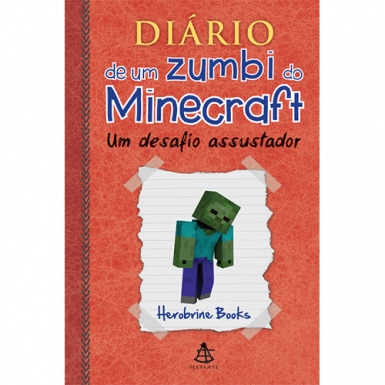 DIÁRIO
de um zumbi do
Minecraft
Um desafio assustador
Herobrine Books
SEXTANTE